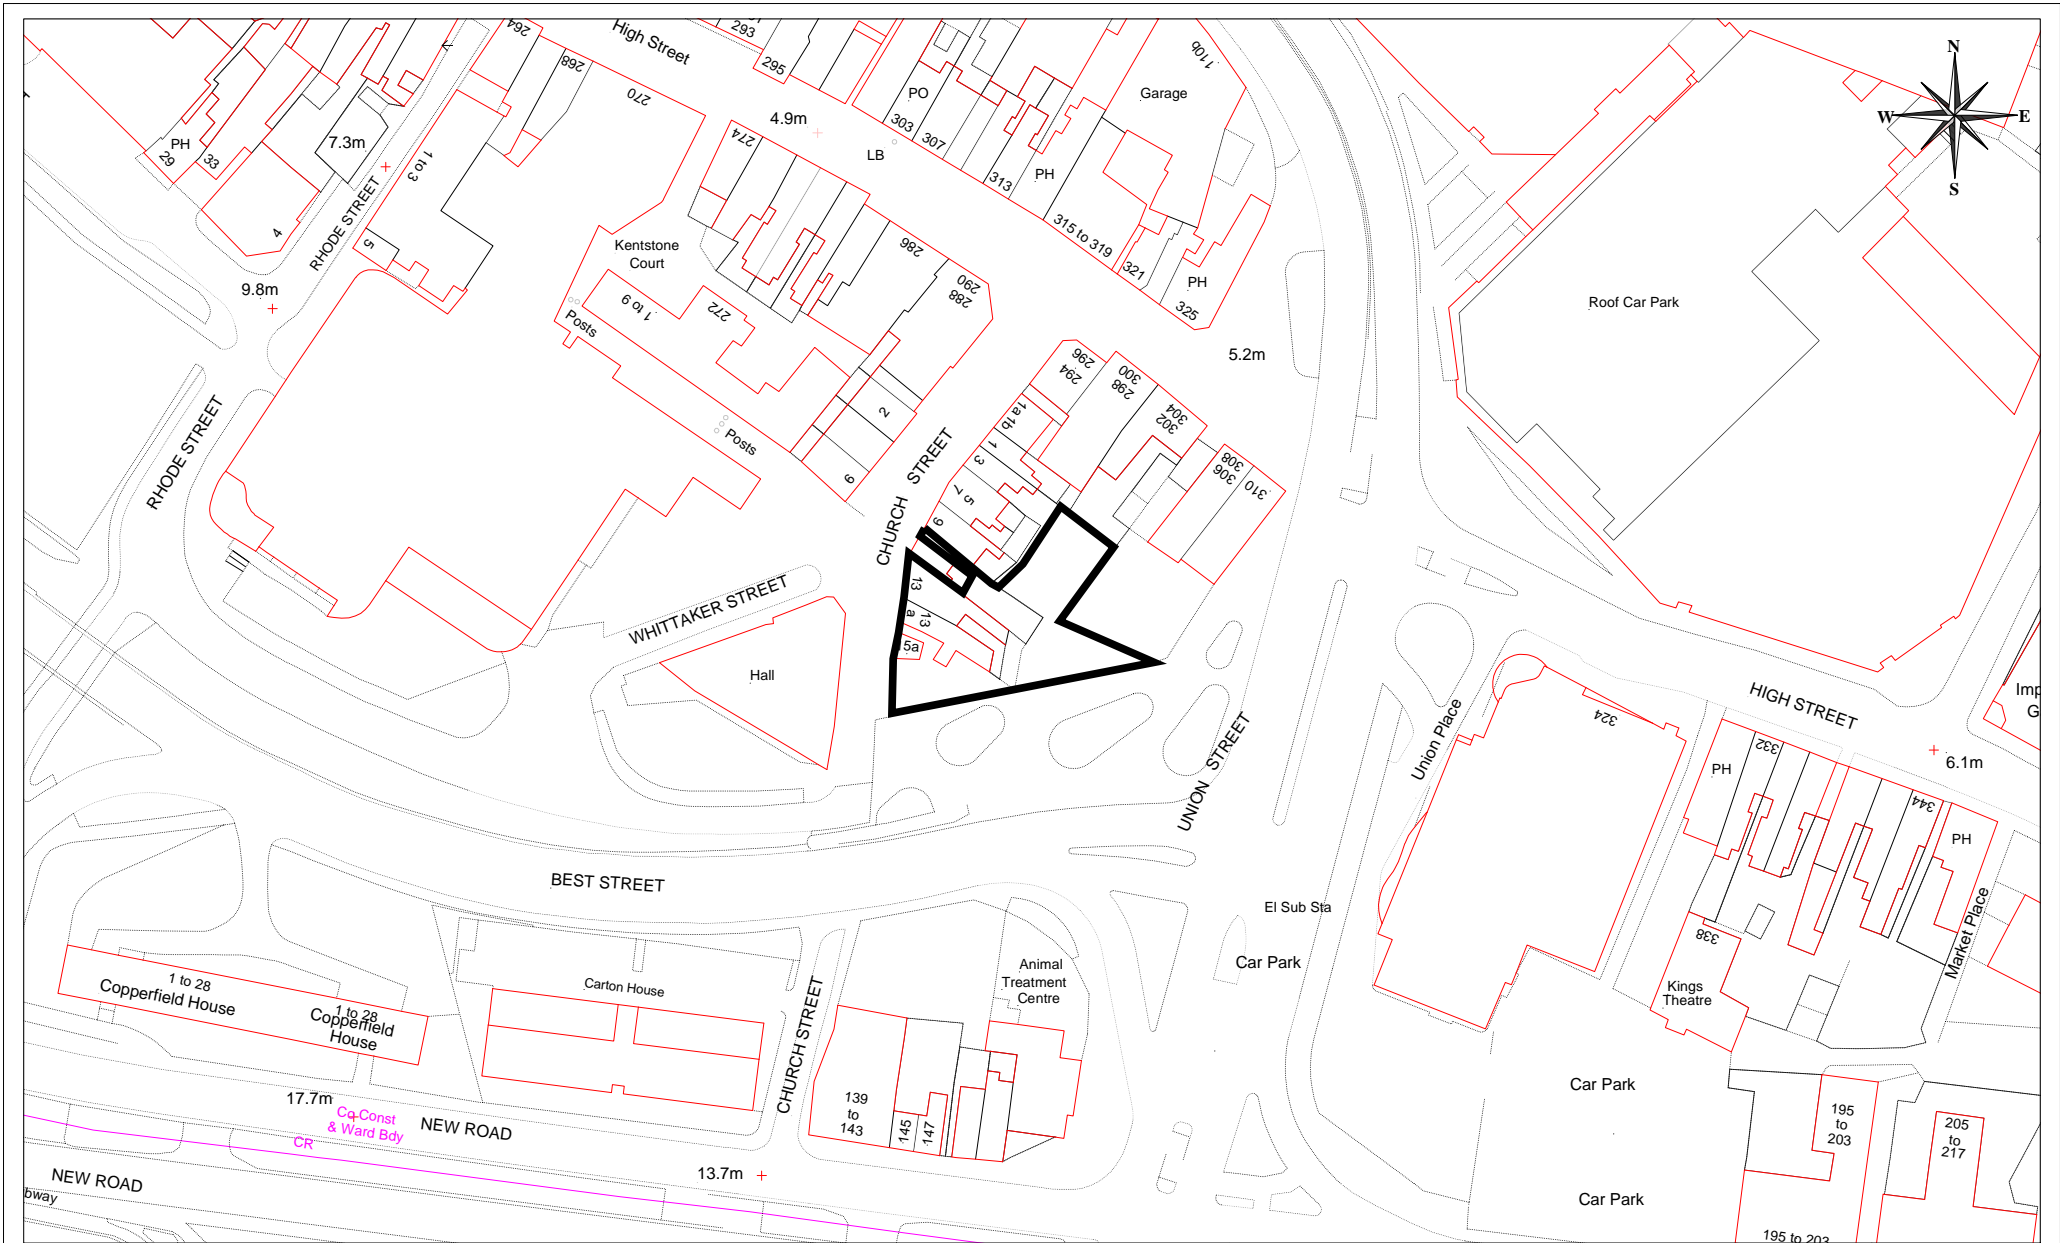 264
268
High Street
293
295
270
274
4.9m
LB
PO
303
307
313
PH
315 to 319
321
PH
325
Garage
110b
N
W
E
S
PH
29
33
7.3m
4
RHODE STREET
1 to 3
5
9.8m
Kentstone
Court
1 to 9
272
Posts
Posts
286
290
288
2
6
5.2m
Roof Car Park
RHODE STREET
CHURCH STREET
296
294
300
298
304
302
308
306
310
1a 1b
1
3
5
7
9
13
13
a
5a
WHITTAKER STREET
Hall
UNION STREET
Union Place
324
HIGH STREET
Imp
G
6.1m
PH
332
344
PH
338
Kings
Theatre
Market Place
BEST STREET
El Sub Sta
Car Park
Animal
Treatment
Centre
1 to 28
Copperfield House
1 to 28
Copperfield
House
Carton House
CHURCH STREET
139
to
143
145
147
17.7m
Co Const
& Ward Bdy
CR
NEW ROAD
13.7m
NEW ROAD
bway
Car Park
Car Park
195
to
203
205
to
217
195 to 203